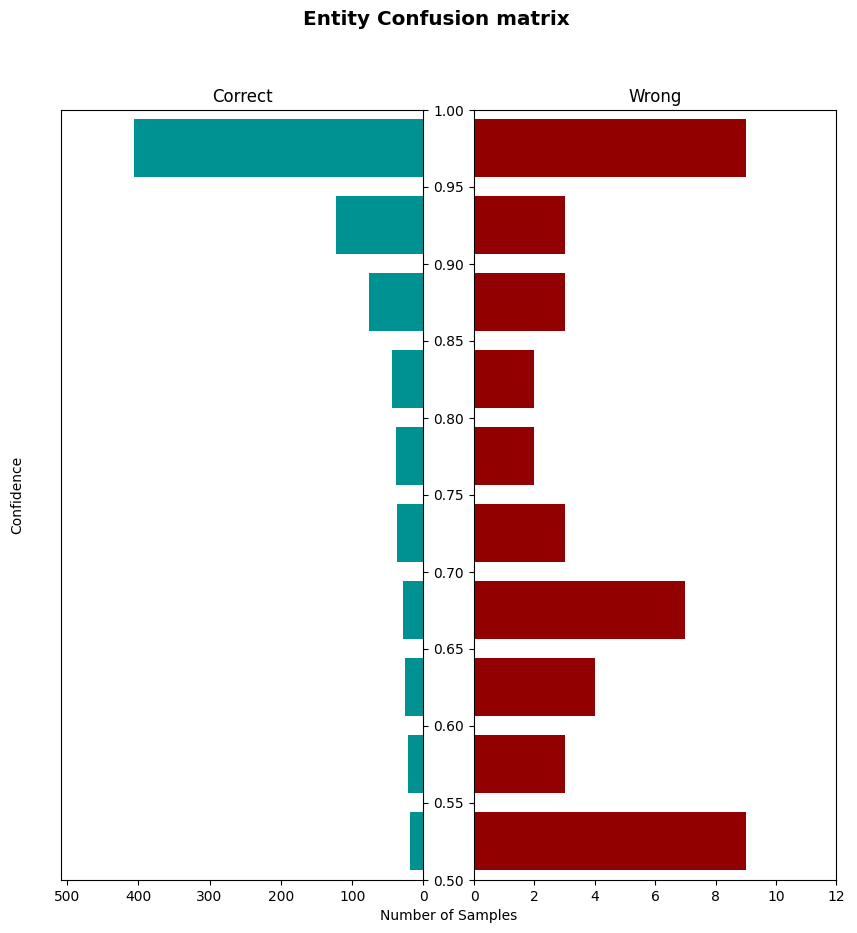 Entity Confusion matrix
Correct
Wrong
Confidence
1.00
0.95
0.90
0.85
0.80
0.75
0.70
0.65
0.60
0.55
0.50
500 400 300 200 100 0
0 2 4 6 8 10 12
Number of Samples